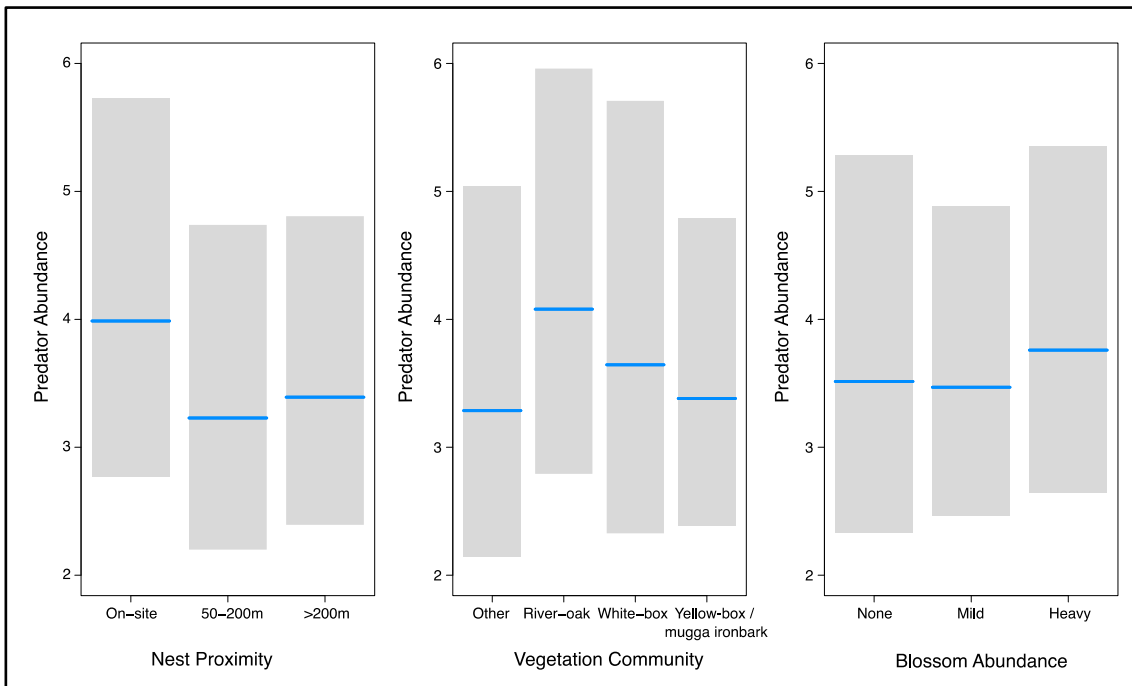 6
5
4
3
2
Predator Abundance
On–site
50–200m
>200m
Nest Proximity
6
5
4
3
2
Predator Abundance
Other
River–oak
White–box
Yellow-box /
mugga ironbark
Vegetation Community
6
5
4
3
2
Predator Abundance
None
Mild
Heavy
Blossom Abundance